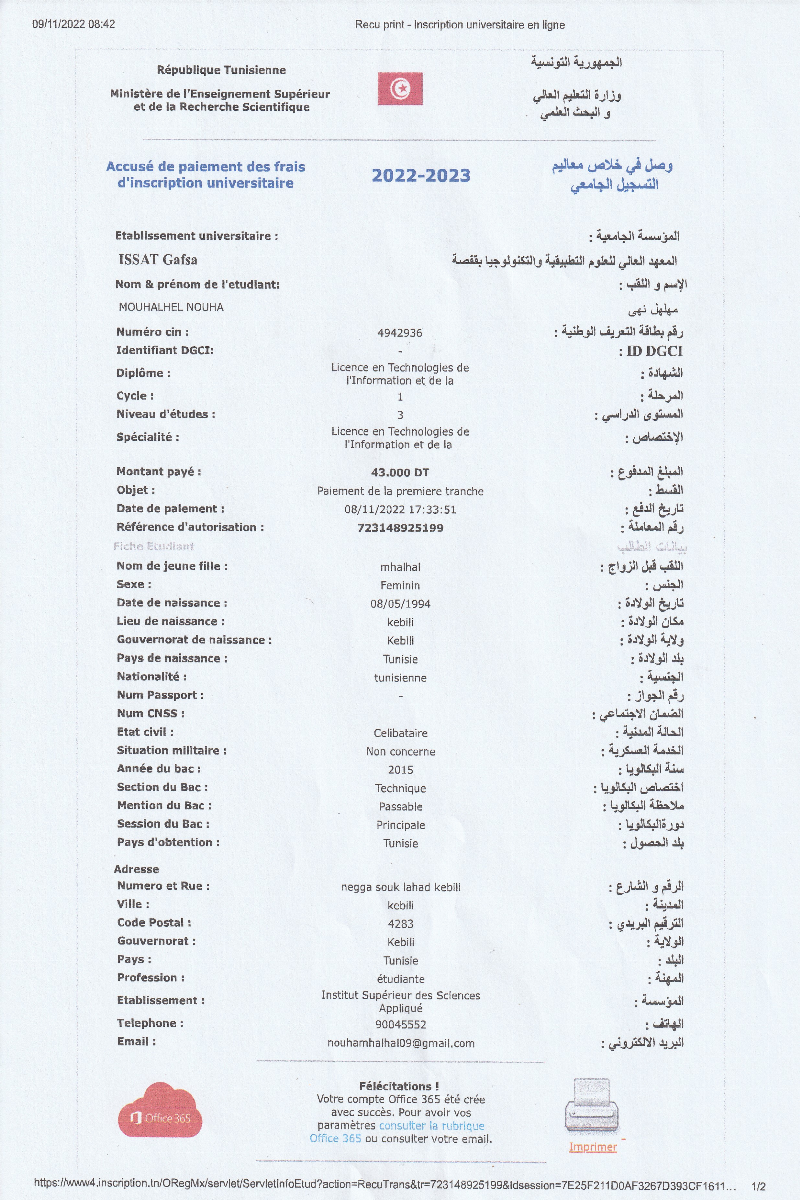 09/11/2022 08:42
Recu print - Inscription universitaire en ligne
République Tunisienne
Ministère de l'Enseignement Supérieur
et de la Recherche Scientifique
الجمهورية التونسية
وزارة التعليم العالي
و البحث العلمي
Accusé de paiement des frais
d'inscription universitaire
2022-2023
وصل في خلاص معاليم
التسجيل الجامعي
Etablissement universitaire : المؤسسة الجامعية :
ISSAT Gafsa المعهد العالي للعلوم التطبيقية والتكنولوجيا بقفصة
Nom & prénom de l'etudiant: الإسم و اللقب :
MOUHALHEL NOUHA مهلهل نهى
Numéro cin : 4942936 رقم بطاقة التعريف الوطنية :
Identifiant DGCI: - ID DGCI :
Diplôme : Licence en Technologies de الشهادة :
l'Information et de la
Cycle : 1 المرحلة :
Niveau d'études : 3 المستوى الدراسي :
Spécialité : Licence en Technologies de الإختصاص :
l'Information et de la
Montant payé : 43.000 DT المبلغ المدفوع :
Objet : Paiement de la premiere tranche القسط :
Date de paiement : 08/11/2022 17:33:51 تاريخ الدفع :
Référence d'autorisation : 723148925199 رقم المعاملة :
Fiche Etudiant بيانات الطالب
Nom de jeune fille : mhalhal اللقب قبل الزواج :
Sexe : Feminin الجنس :
Date de naissance : 08/05/1994 تاريخ الولادة :
Lieu de naissance : kebili مكان الولادة :
Gouvernorat de naissance : Kebili ولاية الولادة :
Pays de naissance : Tunisie بلد الولادة :
Nationalité : tunisienne الجنسية :
Num Passport : - رقم الجواز :
Num CNSS : الضمان الاجتماعي :
Etat civil : Celibataire الحالة المدنية :
Situation militaire : Non concerne الخدمة العسكرية :
Année du bac : 2015 سنة البكالوريا :
Section du Bac : Technique اختصاص البكالوريا :
Mention du Bac : Passable ملاحظة البكالوريا :
Session du Bac : Principale دورةالبكالوريا :
Pays d'obtention : Tunisie بلد الحصول :
Adresse
Numero et Rue : negga souk lahad kebili الرقم و الشارع :
Ville : kebili المدينة :
Code Postal : 4283 الترقيم البريدي :
Gouvernorat : Kebili الولاية :
Pays : Tunisie البلد :
Profession : étudiante المهنة :
Etablissement : Institut Supérieur des Sciences المؤسسة :
Appliqué
Telephone : 90045552 الهاتف :
Email : nouhamhalhal09@gmail.com البريد الالكتروني :
Office 365
Félécitations !
Votre compte Office 365 été crée
avec succès. Pour avoir vos
paramètres consulter la rubrique
Office 365 ou consulter votre email.
Imprimer
https://www4.inscription.tn/ORegMx/servlet/ServletInfoEtud?action=RecuTrans&tr=723148925199&Idsession=7E25F211D0AF3267D393CF1611... 1/2